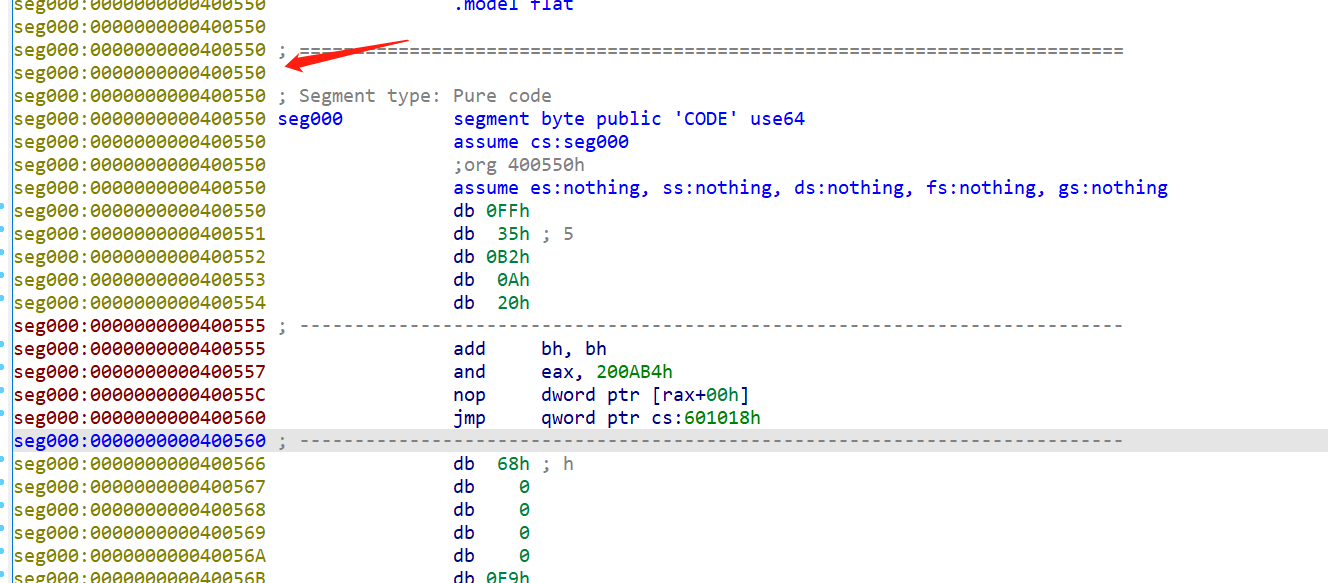 seg000:0000000000400550 .model flat
seg000:0000000000400550
seg000:0000000000400550 ; ===========================================================================
seg000:0000000000400550
seg000:0000000000400550 ; Segment type: Pure code
seg000:0000000000400550 seg000 segment byte public 'CODE' use64
seg000:0000000000400550 assume cs:seg000
seg000:0000000000400550 ;org 400550h
seg000:0000000000400550 assume es:nothing, ss:nothing, ds:nothing, fs:nothing, gs:nothing
seg000:0000000000400550 db 0FFh
seg000:0000000000400551 db 35h ; 5
seg000:0000000000400552 db 0B2h
seg000:0000000000400553 db 0Ah
seg000:0000000000400554 db 20h
seg000:0000000000400555 ; ---------------------------------------------------------------------------
seg000:0000000000400555 add bh, bh
seg000:0000000000400557 and eax, 200AB4h
seg000:000000000040055C nop dword ptr [rax+00h]
seg000:0000000000400560 jmp qword ptr cs:601018h
seg000:0000000000400560 ; ---------------------------------------------------------------------------
seg000:0000000000400566 db 68h ; h
seg000:0000000000400567 db 0
seg000:0000000000400568 db 0
seg000:0000000000400569 db 0
seg000:000000000040056A db 0
seg000:000000000040056B db 0E9h